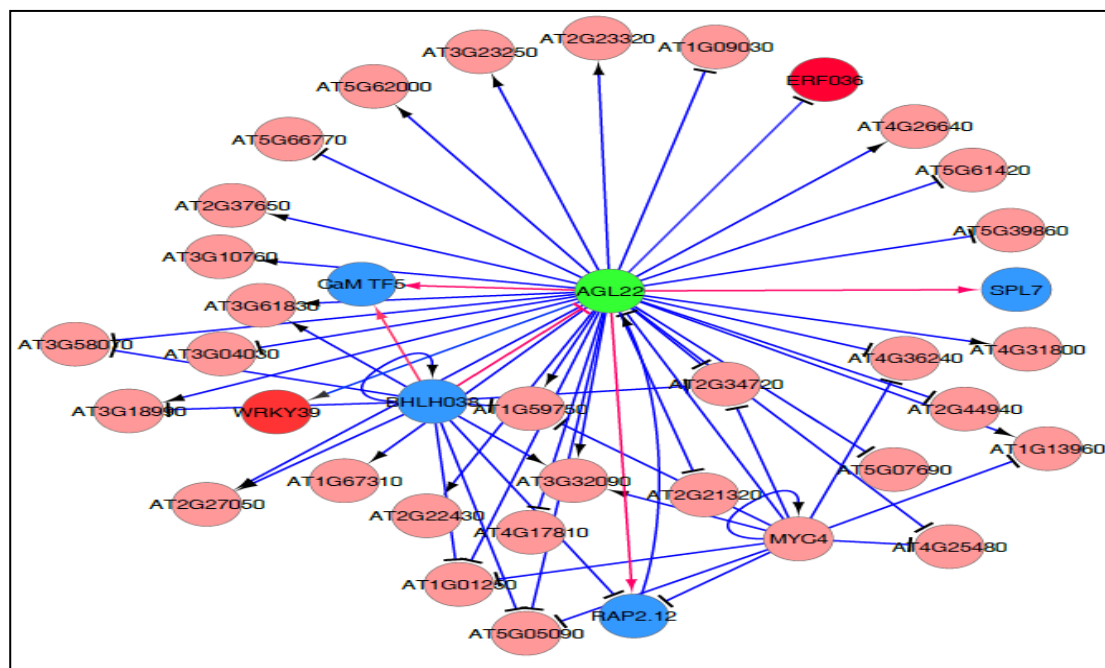 AT2G23320
AT3G23250
AT1G09030
AT5G62000
ERF036
AT5G66770
AT4G26640
AT5G61420
AT2G37650
AT5G39860
AT3G10760
CaM TF5
AGL22
SPL7
AT3G61830
AT3G58070
AT3G04030
AT4G36240
AT4G31800
AT2G34720
AT3G18990
WRKY39
BHLH038
AT1G59750
AT2G44940
AT1G13960
AT5G07690
AT1G67310
AT3G32090
AT2G21320
AT2G27050
AT2G22430
AT4G17810
MYC4
AT4G25480
AT1G01250
RAP2.12
AT5G05090